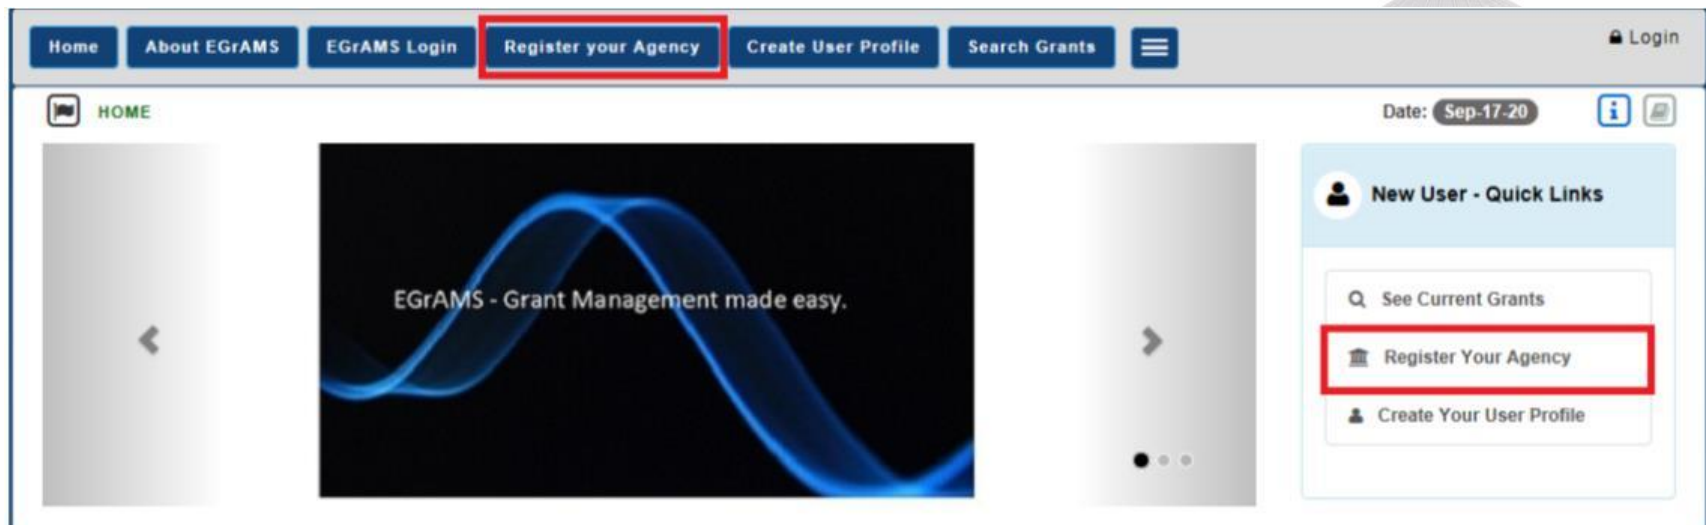 Home About EGrAMS EGrAMS Login Register your Agency Create User Profile Search Grants Login
HOME Date: Sep-17-20
New User - Quick Links
EGrAMS - Grant Management made easy.
See Current Grants
Register Your Agency
Create Your User Profile